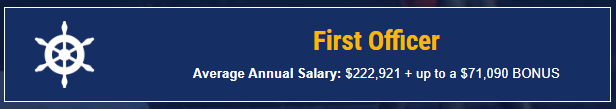 First Officer
Average Annual Salary: $222,921 + up to a $71,090 BONUS